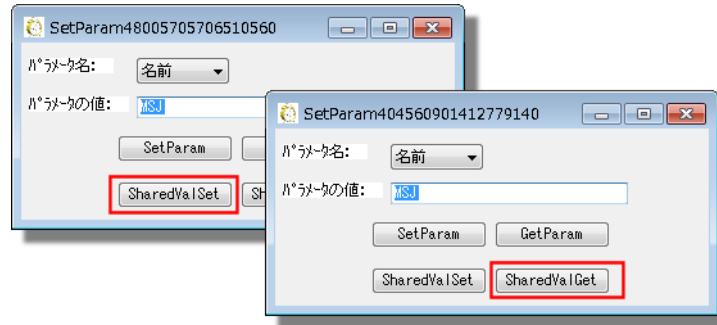 SetParam48005705706510560
ﾊﾟﾗﾒｰﾀ名:
名前
ﾊﾟﾗﾒｰﾀの値:
MSJ
SetParam
SharedValSet
SetParam404560901412779140
ﾊﾟﾗﾒｰﾀ名:
名前
ﾊﾟﾗﾒｰﾀの値:
MSJ
SetParam
GetParam
SharedValSet
SharedValGet